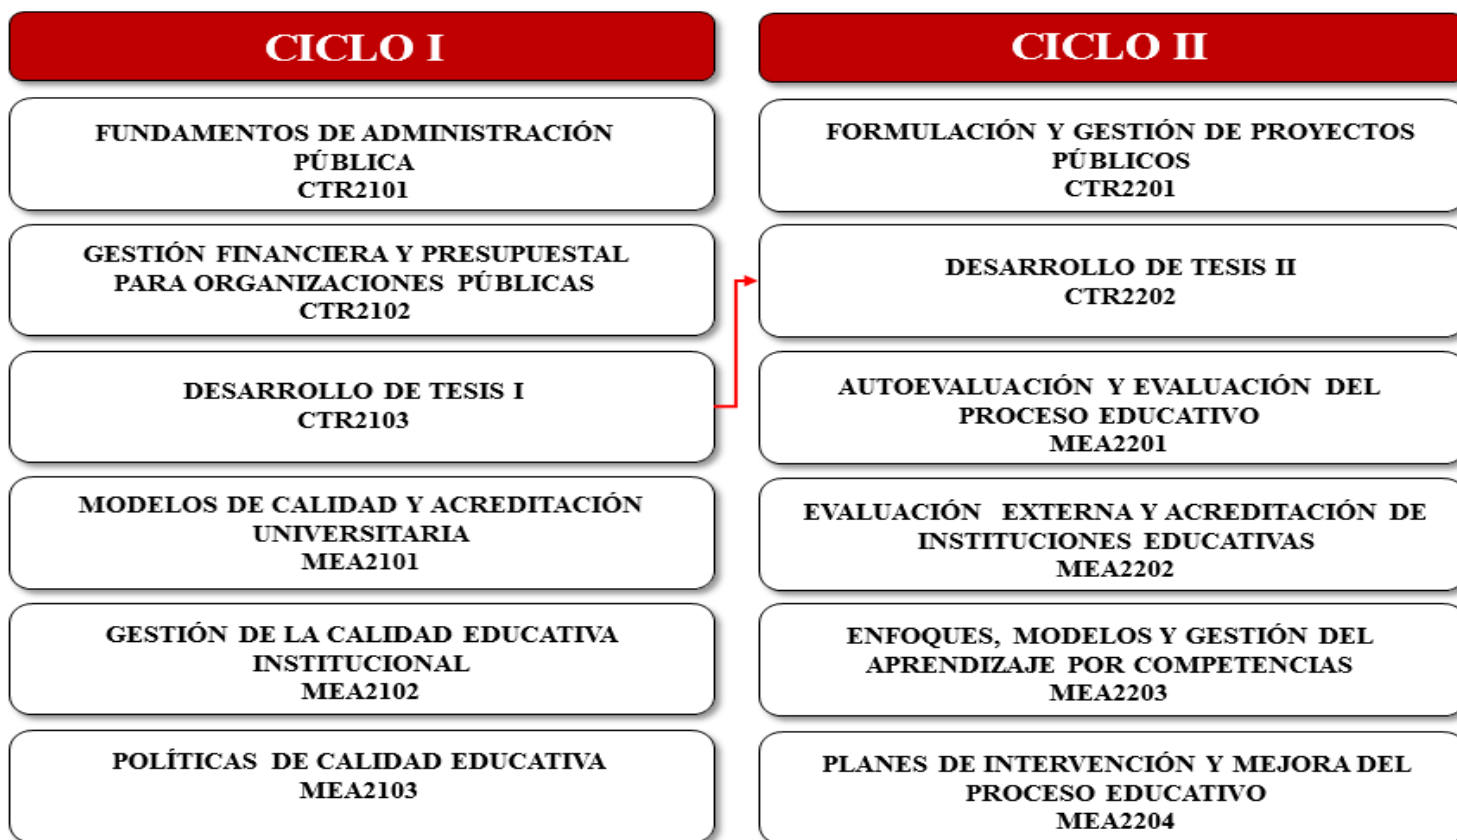 CICLO I
FUNDAMENTOS DE ADMINISTRACIÓN
PÚBLICA
CTR2101
GESTIÓN FINANCIERA Y PRESUPUESTAL
PARA ORGANIZACIONES PÚBLICAS
CTR2102
DESARROLLO DE TESIS I
CTR2103
MODELOS DE CALIDAD Y ACREDITACIÓN
UNIVERSITARIA
MEA2101
GESTIÓN DE LA CALIDAD EDUCATIVA
INSTITUCIONAL
MEA2102
POLÍTICAS DE CALIDAD EDUCATIVA
MEA2103
CICLO II
FORMULACIÓN Y GESTIÓN DE PROYECTOS
PÚBLICOS
CTR2201
DESARROLLO DE TESIS II
CTR2202
AUTOEVALUACIÓN Y EVALUACIÓN DEL
PROCESO EDUCATIVO
MEA2201
EVALUACIÓN EXTERNA Y ACREDITACIÓN DE
INSTITUCIONES EDUCATIVAS
MEA2202
ENFOQUES, MODELOS Y GESTIÓN DEL
APRENDIZAJE POR COMPETENCIAS
MEA2203
PLANES DE INTERVENCIÓN Y MEJORA DEL
PROCESO EDUCATIVO
MEA2204